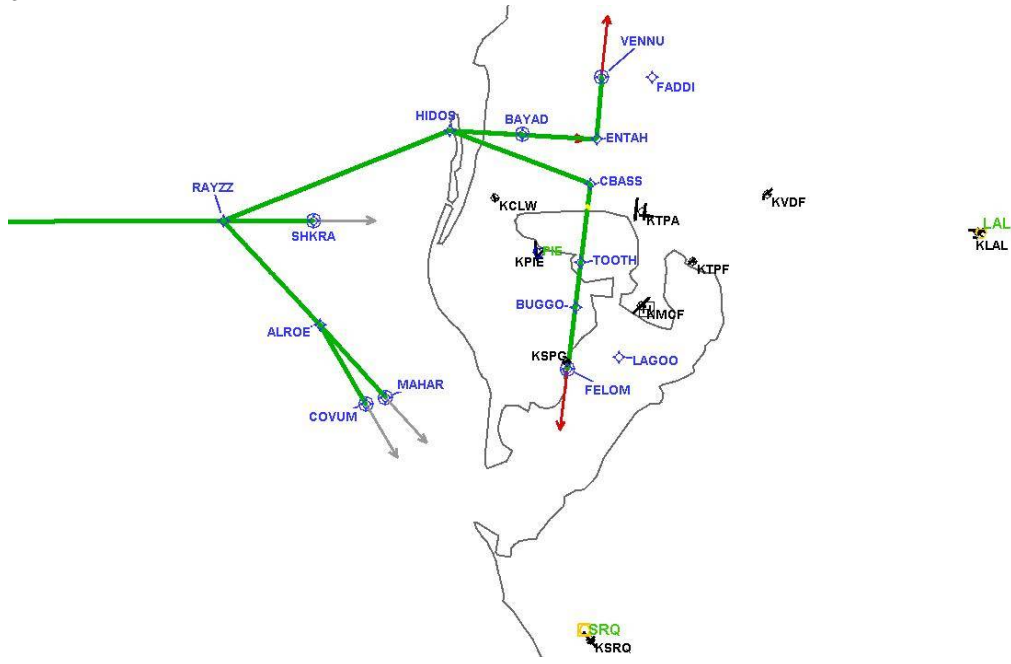 VENNU
FADDI
HIDOS
BAYAD
ENTAH
CBASS
RAYZZ
KCLW
KVDF
KTPA
SHKRA
LAL
KLAL
PIE
KPIE
TOOTH
KTPF
BUGGO
KMCF
ALROE
KSPG
LAGOO
MAHAR
FELOM
COVUM
SRQ
KSRQ